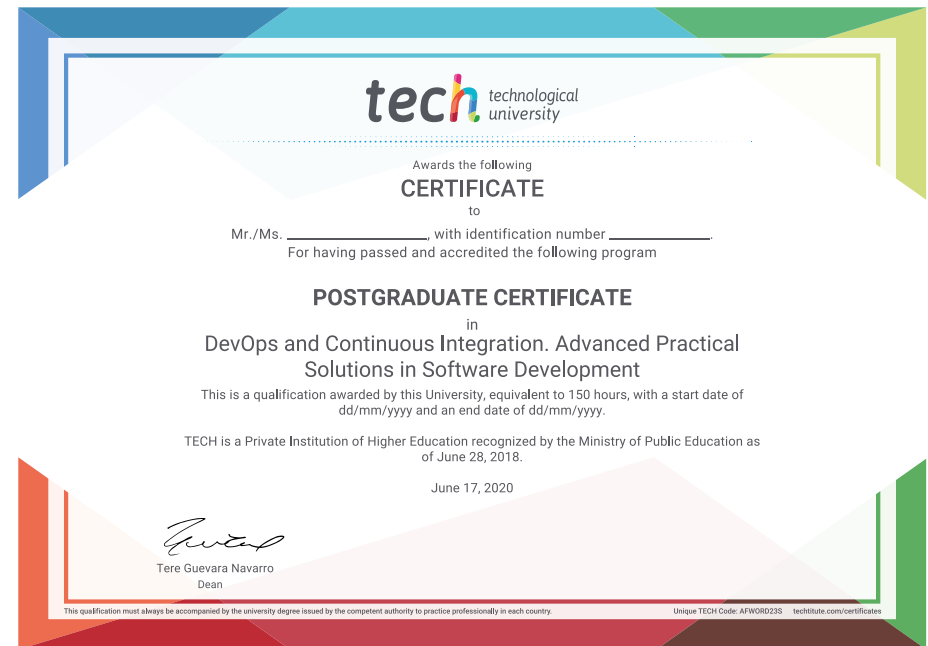 tech technological
university
Awards the following
CERTIFICATE
to
Mr./Ms. ____________________, with identification number ______________.
For having passed and accredited the following program
POSTGRADUATE CERTIFICATE
in
DevOps and Continuous Integration. Advanced Practical
Solutions in Software Development
This is a qualification awarded by this University, equivalent to 150 hours, with a start date of
dd/mm/yyyy and an end date of dd/mm/yyyy.
TECH is a Private Institution of Higher Education recognized by the Ministry of Public Education as
of June 28, 2018.
June 17, 2020
Tere Guevara Navarro
Dean
This qualification must always be accompanied by the university degree issued by the competent authority to practice professionally in each country.
Unique TECH Code: AFWORD23S techtitute.com/certificates